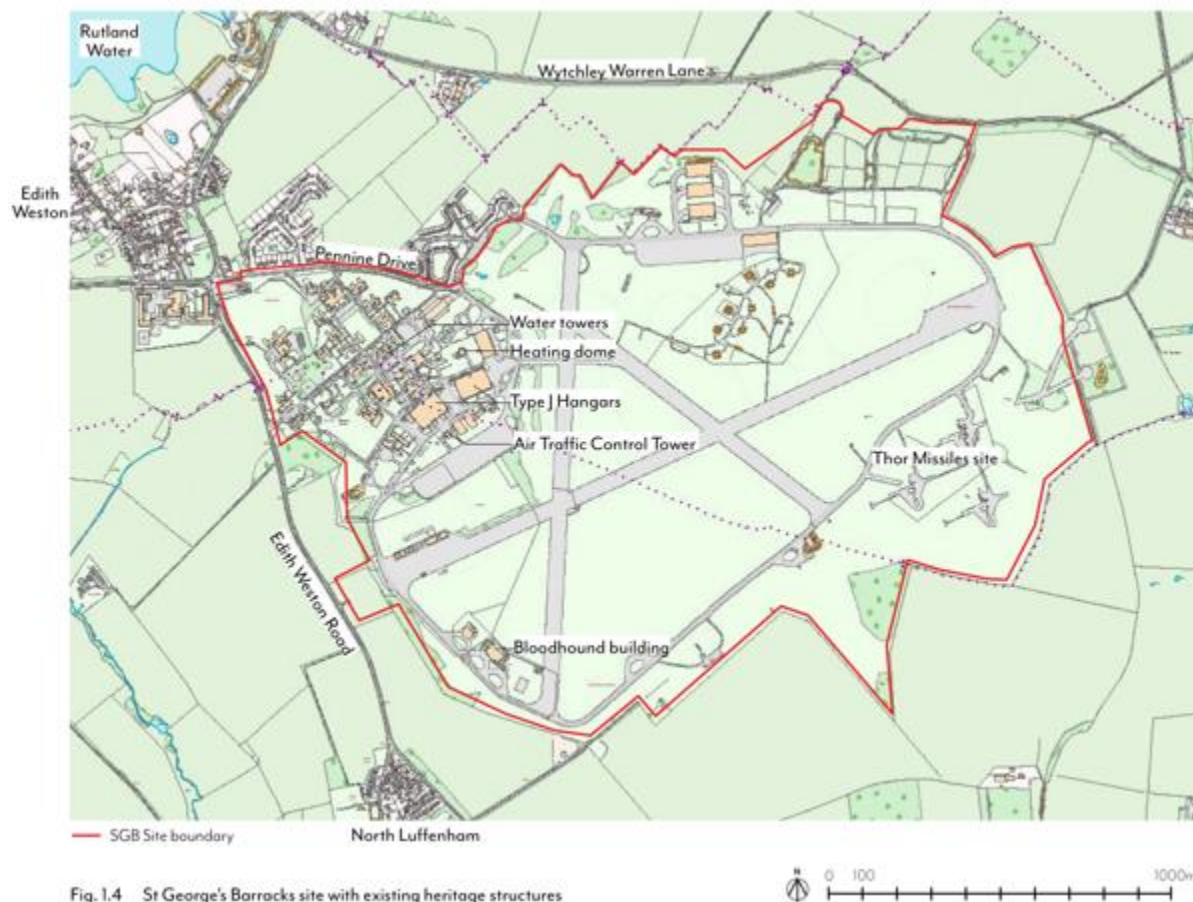 Rutland
Water
Wytchley Warren Lane
Edith
Weston
Pennine Drive
Water towers
Heating dome
Type J Hangars
Air Traffic Control Tower
Thor Missiles site
Edith Weston Road
Bloodhound building
SGB Site boundary
North Luffenham
Fig. 1.4 St George's Barracks site with existing heritage structures
N
0 100 1000m